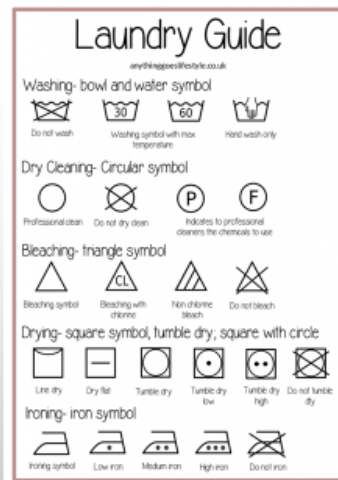 Laundry Guide
anythinggoeslifestyle.co.uk
Washing- bowl and water symbol
30 60
Do not wash Washing symbol with max temperature Hand wash only
Dry Cleaning- Circular symbol
P F
Professional clean Do not dry clean Indicates to professional cleaners the chemicals to use
Bleaching- triangle symbol
CL
Bleaching symbol Bleaching with chlorine Non chlorine bleach Do not bleach
Drying- square symbol, tumble dry; square with circle
Line dry Dry flat Tumble dry Tumble dry low Tumble dry high Do not tumble dry
Ironing- iron symbol
Ironing symbol Low iron Medium iron High iron Do not iron